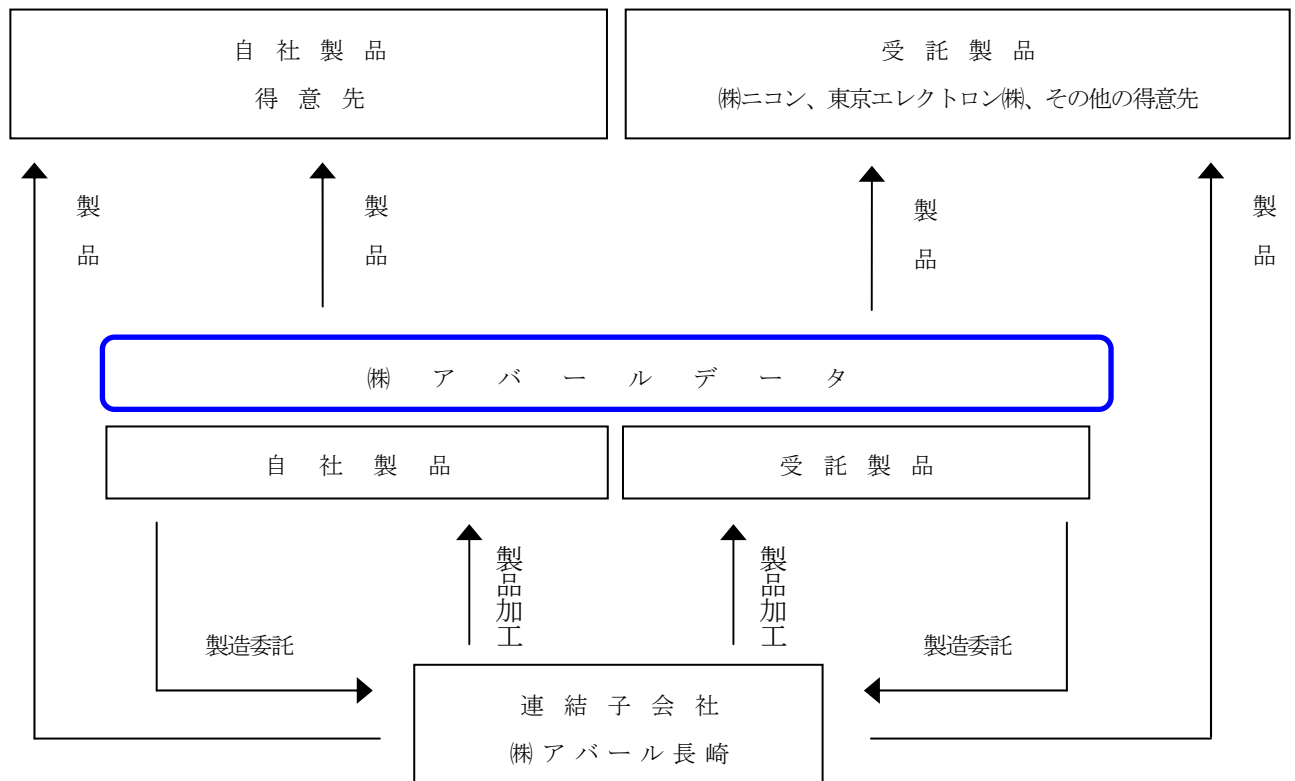 自社製品
得意先
受託製品
㈱ニコン、東京エレクトロン㈱、その他の得意先
製品
製品
製品
製品
㈱アバールデータ
自社製品
受託製品
製品加工
製品加工
製造委託
製造委託
連結子会社
㈱アバール長崎